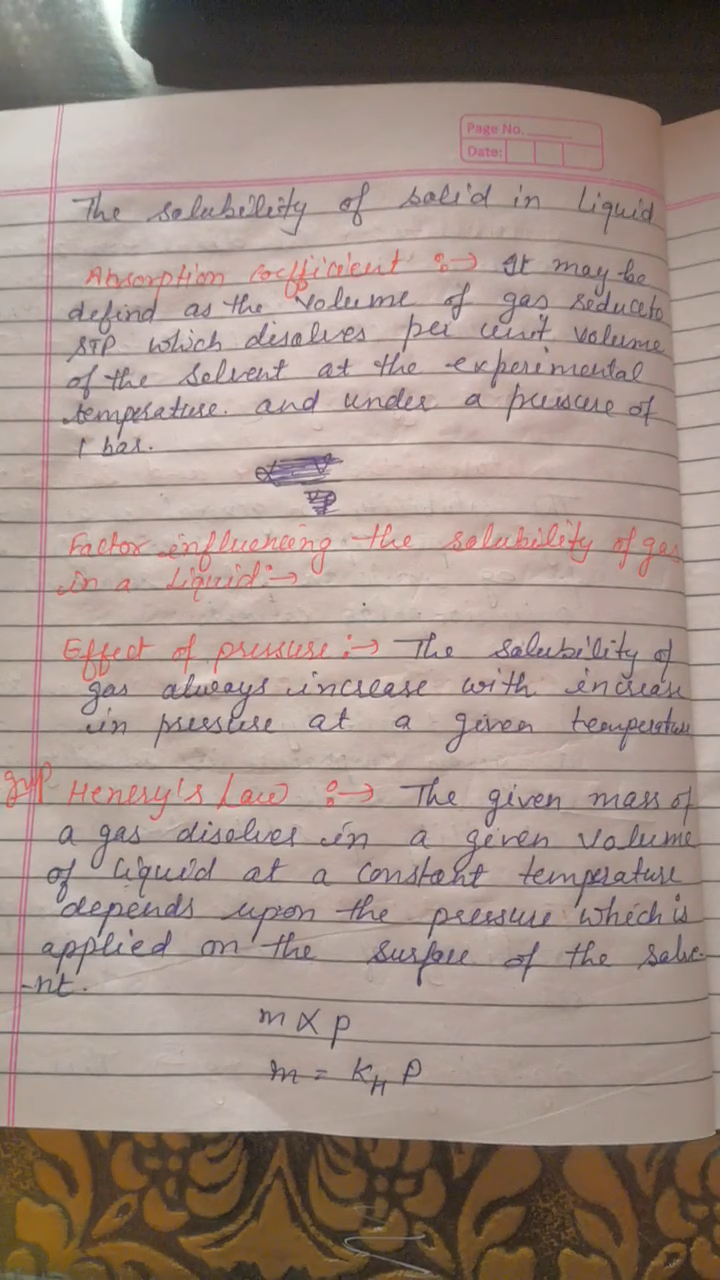 Page No.
Date:
The solubility of solid in liquid
Absorption coefficient :→ It may be
defind as the volume of gas reduce to
STP which disolves per unit volume
of the solvent at the experimental
temperature. and under a pressure of
1 bar.
Factor influencing the solubility of gas
in a liquid :→
Effect of pressure :→ The solubility of
gas always increase with increase
in pressure at a given temperature
Imp Henery's Law :→ The given mass of
a gas disolves in a given volume
of liquid at a constant temperature
depends upon the pressure which is
applied on the surface of the solve-
-nt.
m ∝ p
m = K_H P